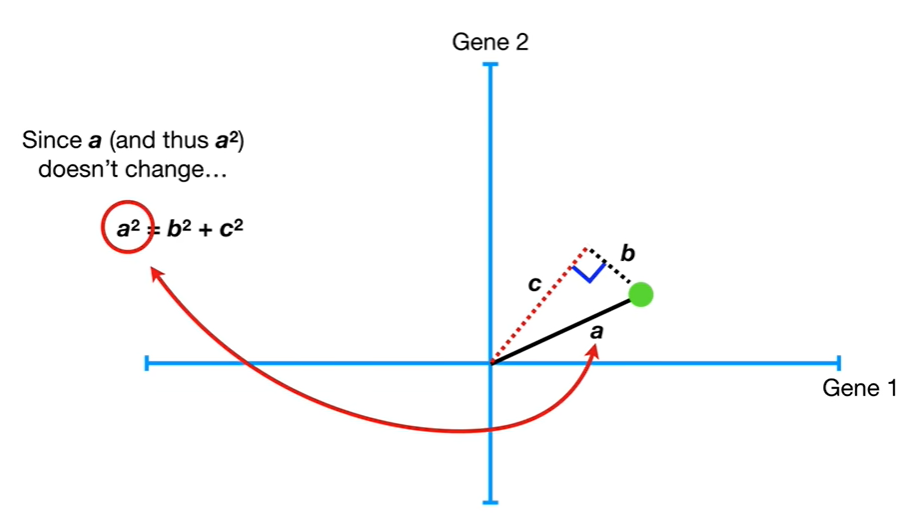 Gene 2
Since a (and thus a²)
doesn't change…
a² = b² + c²
b
c
a
Gene 1